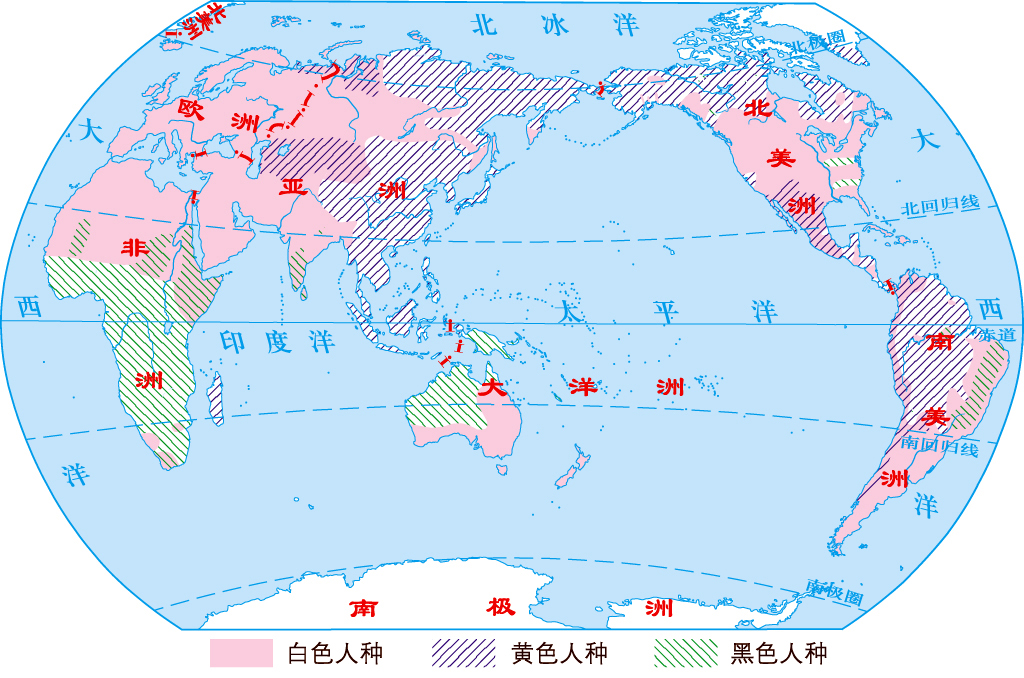 北美洲
北冰洋
北极圈
欧洲
亚洲
北美洲
大西洋
大西洋
北回归线
非洲
太平洋
印度洋
赤道
大洋洲
南美洲
南回归线
南极圈
南极洲
白色人种
黄色人种
黑色人种